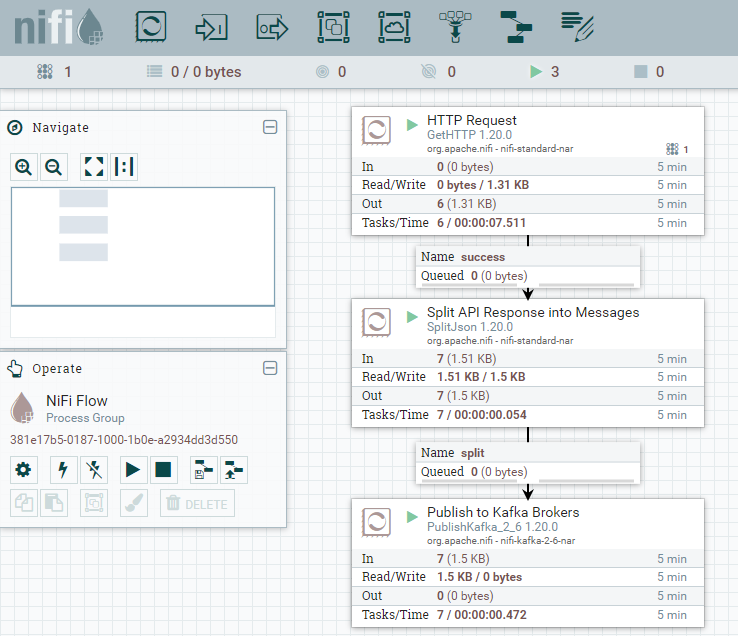 nifi
1
0 / 0 bytes
0
0
3
0
Navigate
Operate
NiFi Flow
Process Group
381e17b5-0187-1000-1b0e-a2934dd3d550
DELETE
HTTP Request
GetHTTP 1.20.0
org.apache.nifi - nifi-standard-nar
1
In 0 (0 bytes) 5 min
Read/Write 0 bytes / 1.31 KB 5 min
Out 6 (1.31 KB) 5 min
Tasks/Time 6 / 00:00:07.511 5 min
Name success
Queued 0 (0 bytes)
Split API Response into Messages
SplitJson 1.20.0
org.apache.nifi - nifi-standard-nar
In 7 (1.51 KB) 5 min
Read/Write 1.51 KB / 1.5 KB 5 min
Out 7 (1.5 KB) 5 min
Tasks/Time 7 / 00:00:00.054 5 min
Name split
Queued 0 (0 bytes)
Publish to Kafka Brokers
PublishKafka_2_6 1.20.0
org.apache.nifi - nifi-kafka-2-6-nar
In 7 (1.5 KB) 5 min
Read/Write 1.5 KB / 0 bytes 5 min
Out 0 (0 bytes) 5 min
Tasks/Time 7 / 00:00:00.472 5 min